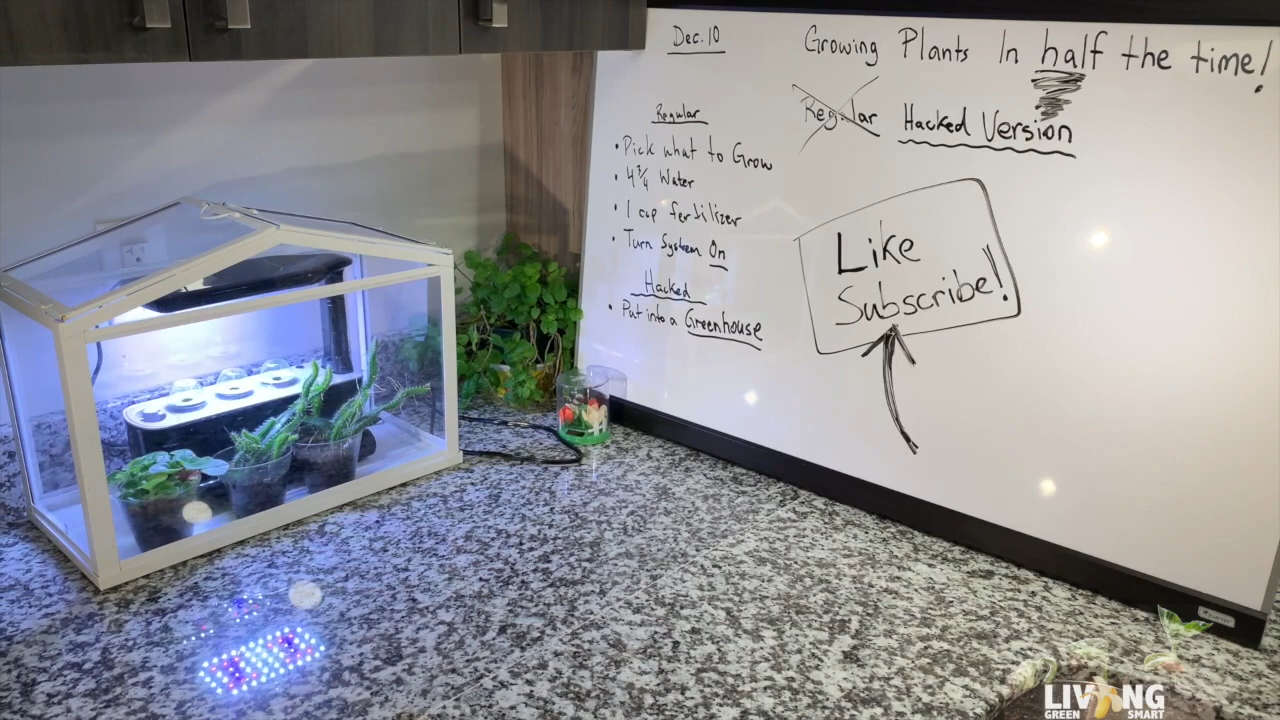 Dec. 10
Growing Plants In half the time!
Regular Hacked Version
Regular
• Pick what to Grow
• 4 3/4 Water
• 1 cup fertilizer
• Turn System On
Hacked
• Put into a Greenhouse
Like
Subscribe!
LIVING
GREEN SMART